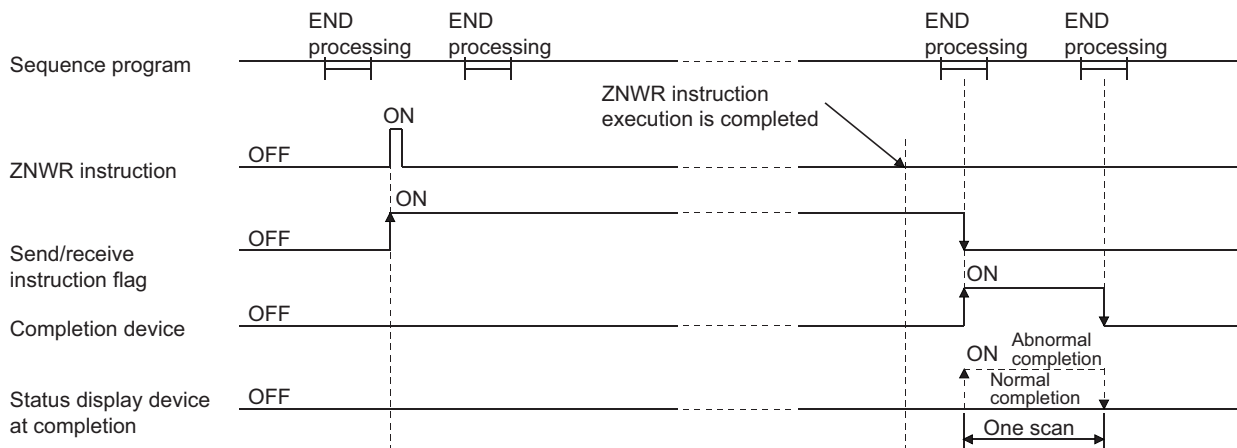 END
processing
END
processing
END
processing
END
processing
Sequence program
ZNWR instruction
execution is completed
ON
OFF
ZNWR instruction
ON
OFF
Send/receive
instruction flag
ON
OFF
Completion device
ON
Abnormal
completion
Normal
completion
OFF
Status display device
at completion
One scan